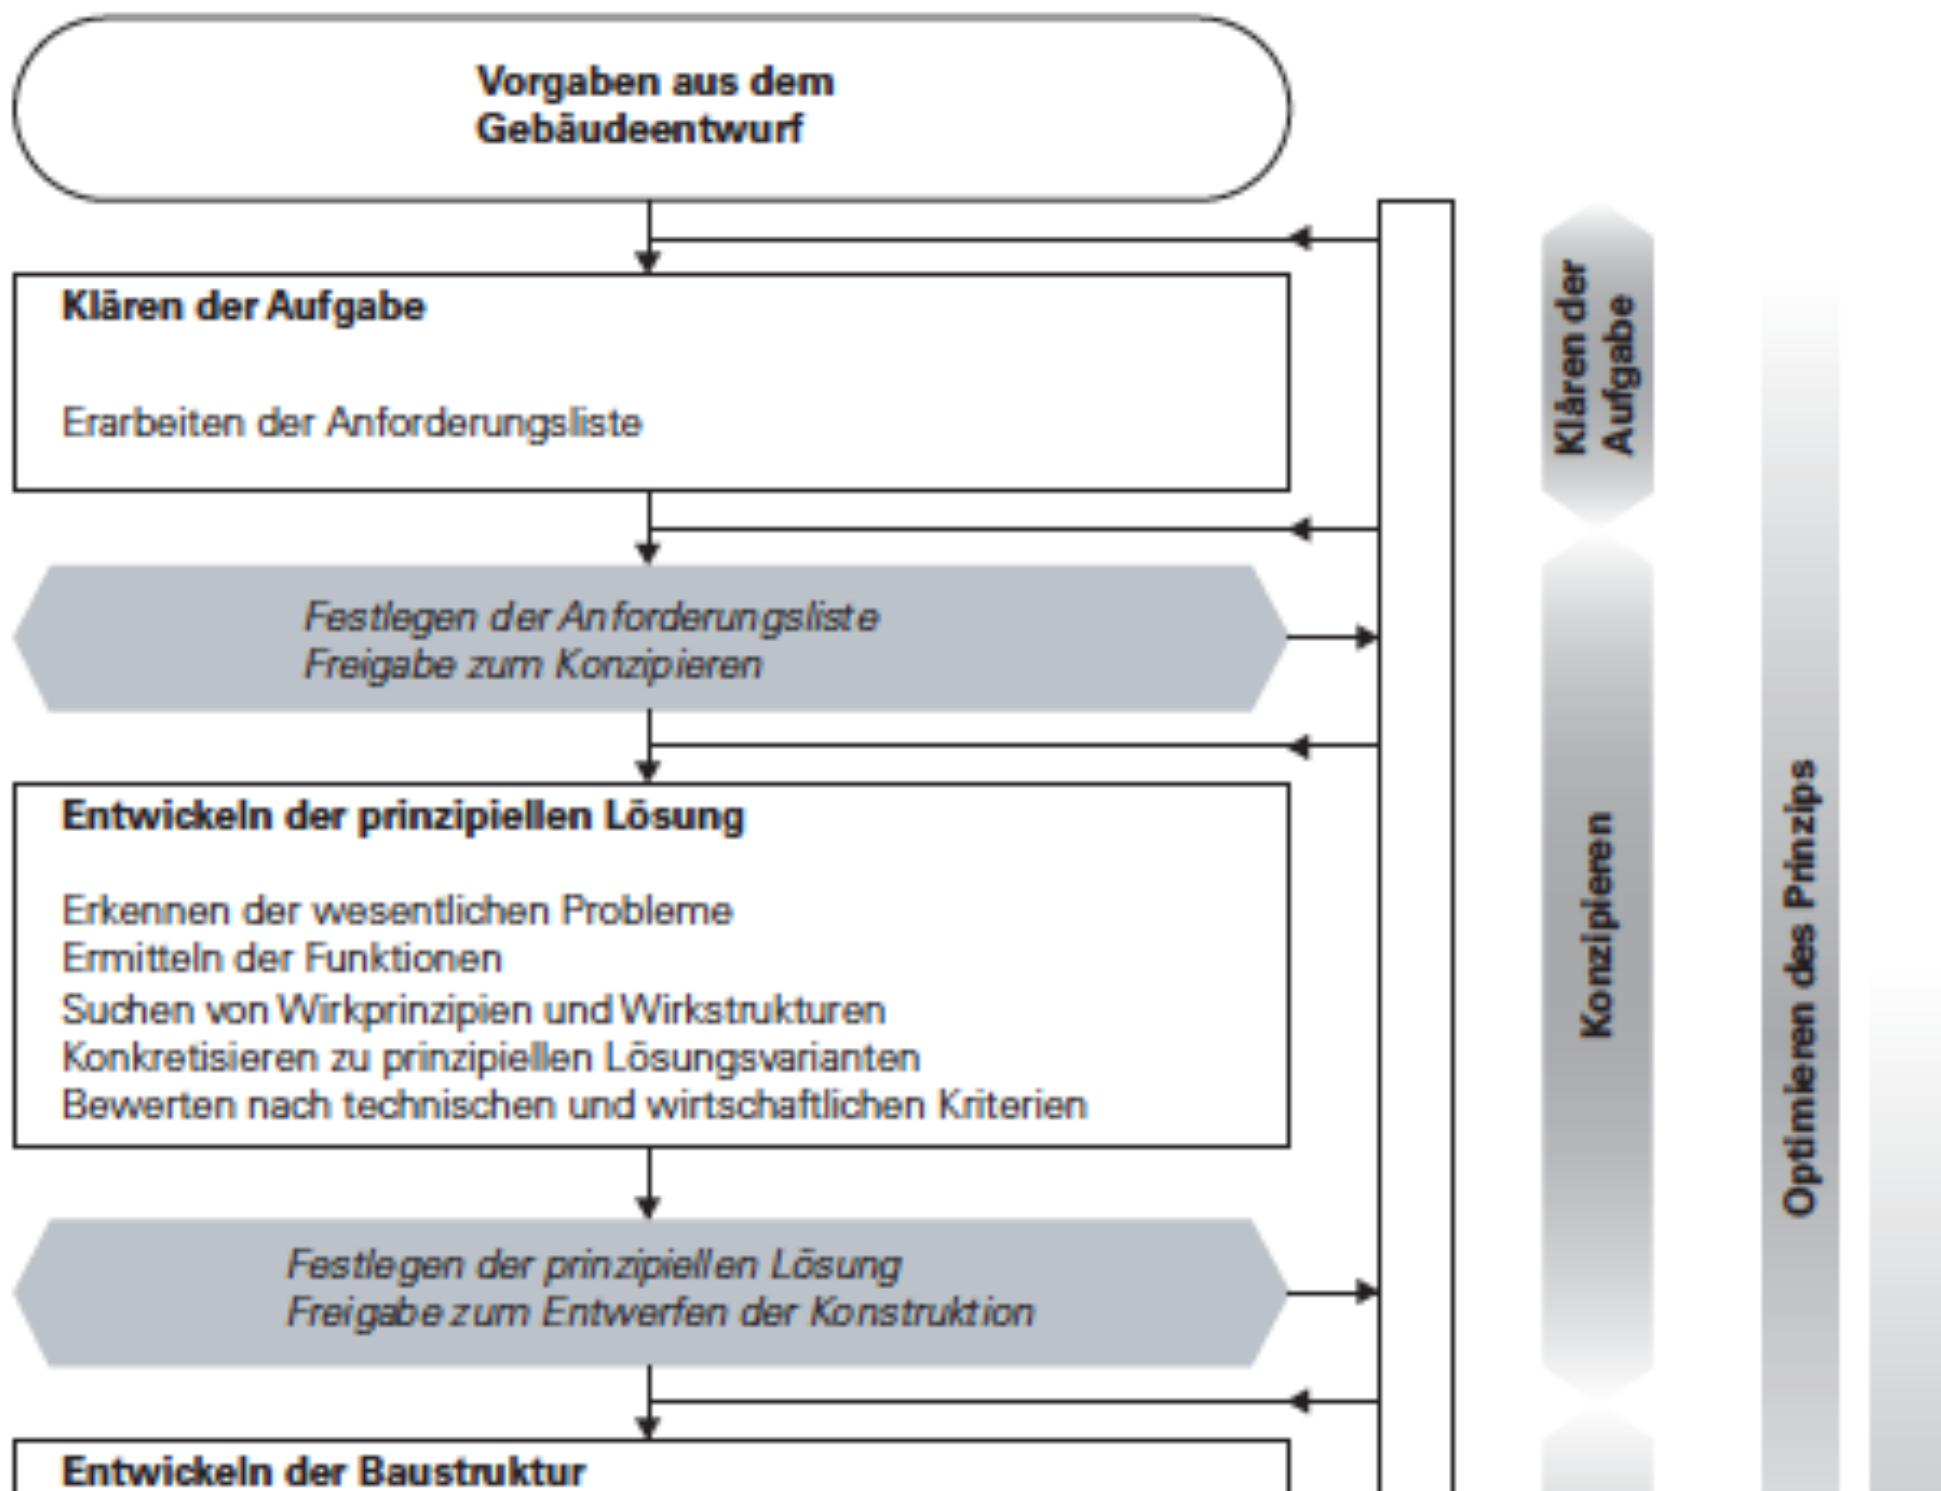 Vorgaben aus dem
Gebäudeentwurf
Klären der Aufgabe
Erarbeiten der Anforderungsliste
Festlegen der Anforderungsliste
Freigabe zum Konzipieren
Entwickeln der prinzipiellen Lösung
Erkennen der wesentlichen Probleme
Ermitteln der Funktionen
Suchen von Wirkprinzipien und Wirkstrukturen
Konkretisieren zu prinzipiellen Lösungsvarianten
Bewerten nach technischen und wirtschaftlichen Kriterien
Festlegen der prinzipiellen Lösung
Freigabe zum Entwerfen der Konstruktion
Entwickeln der Baustruktur
Klären der
Aufgabe
Konzipieren
Optimieren des Prinzips